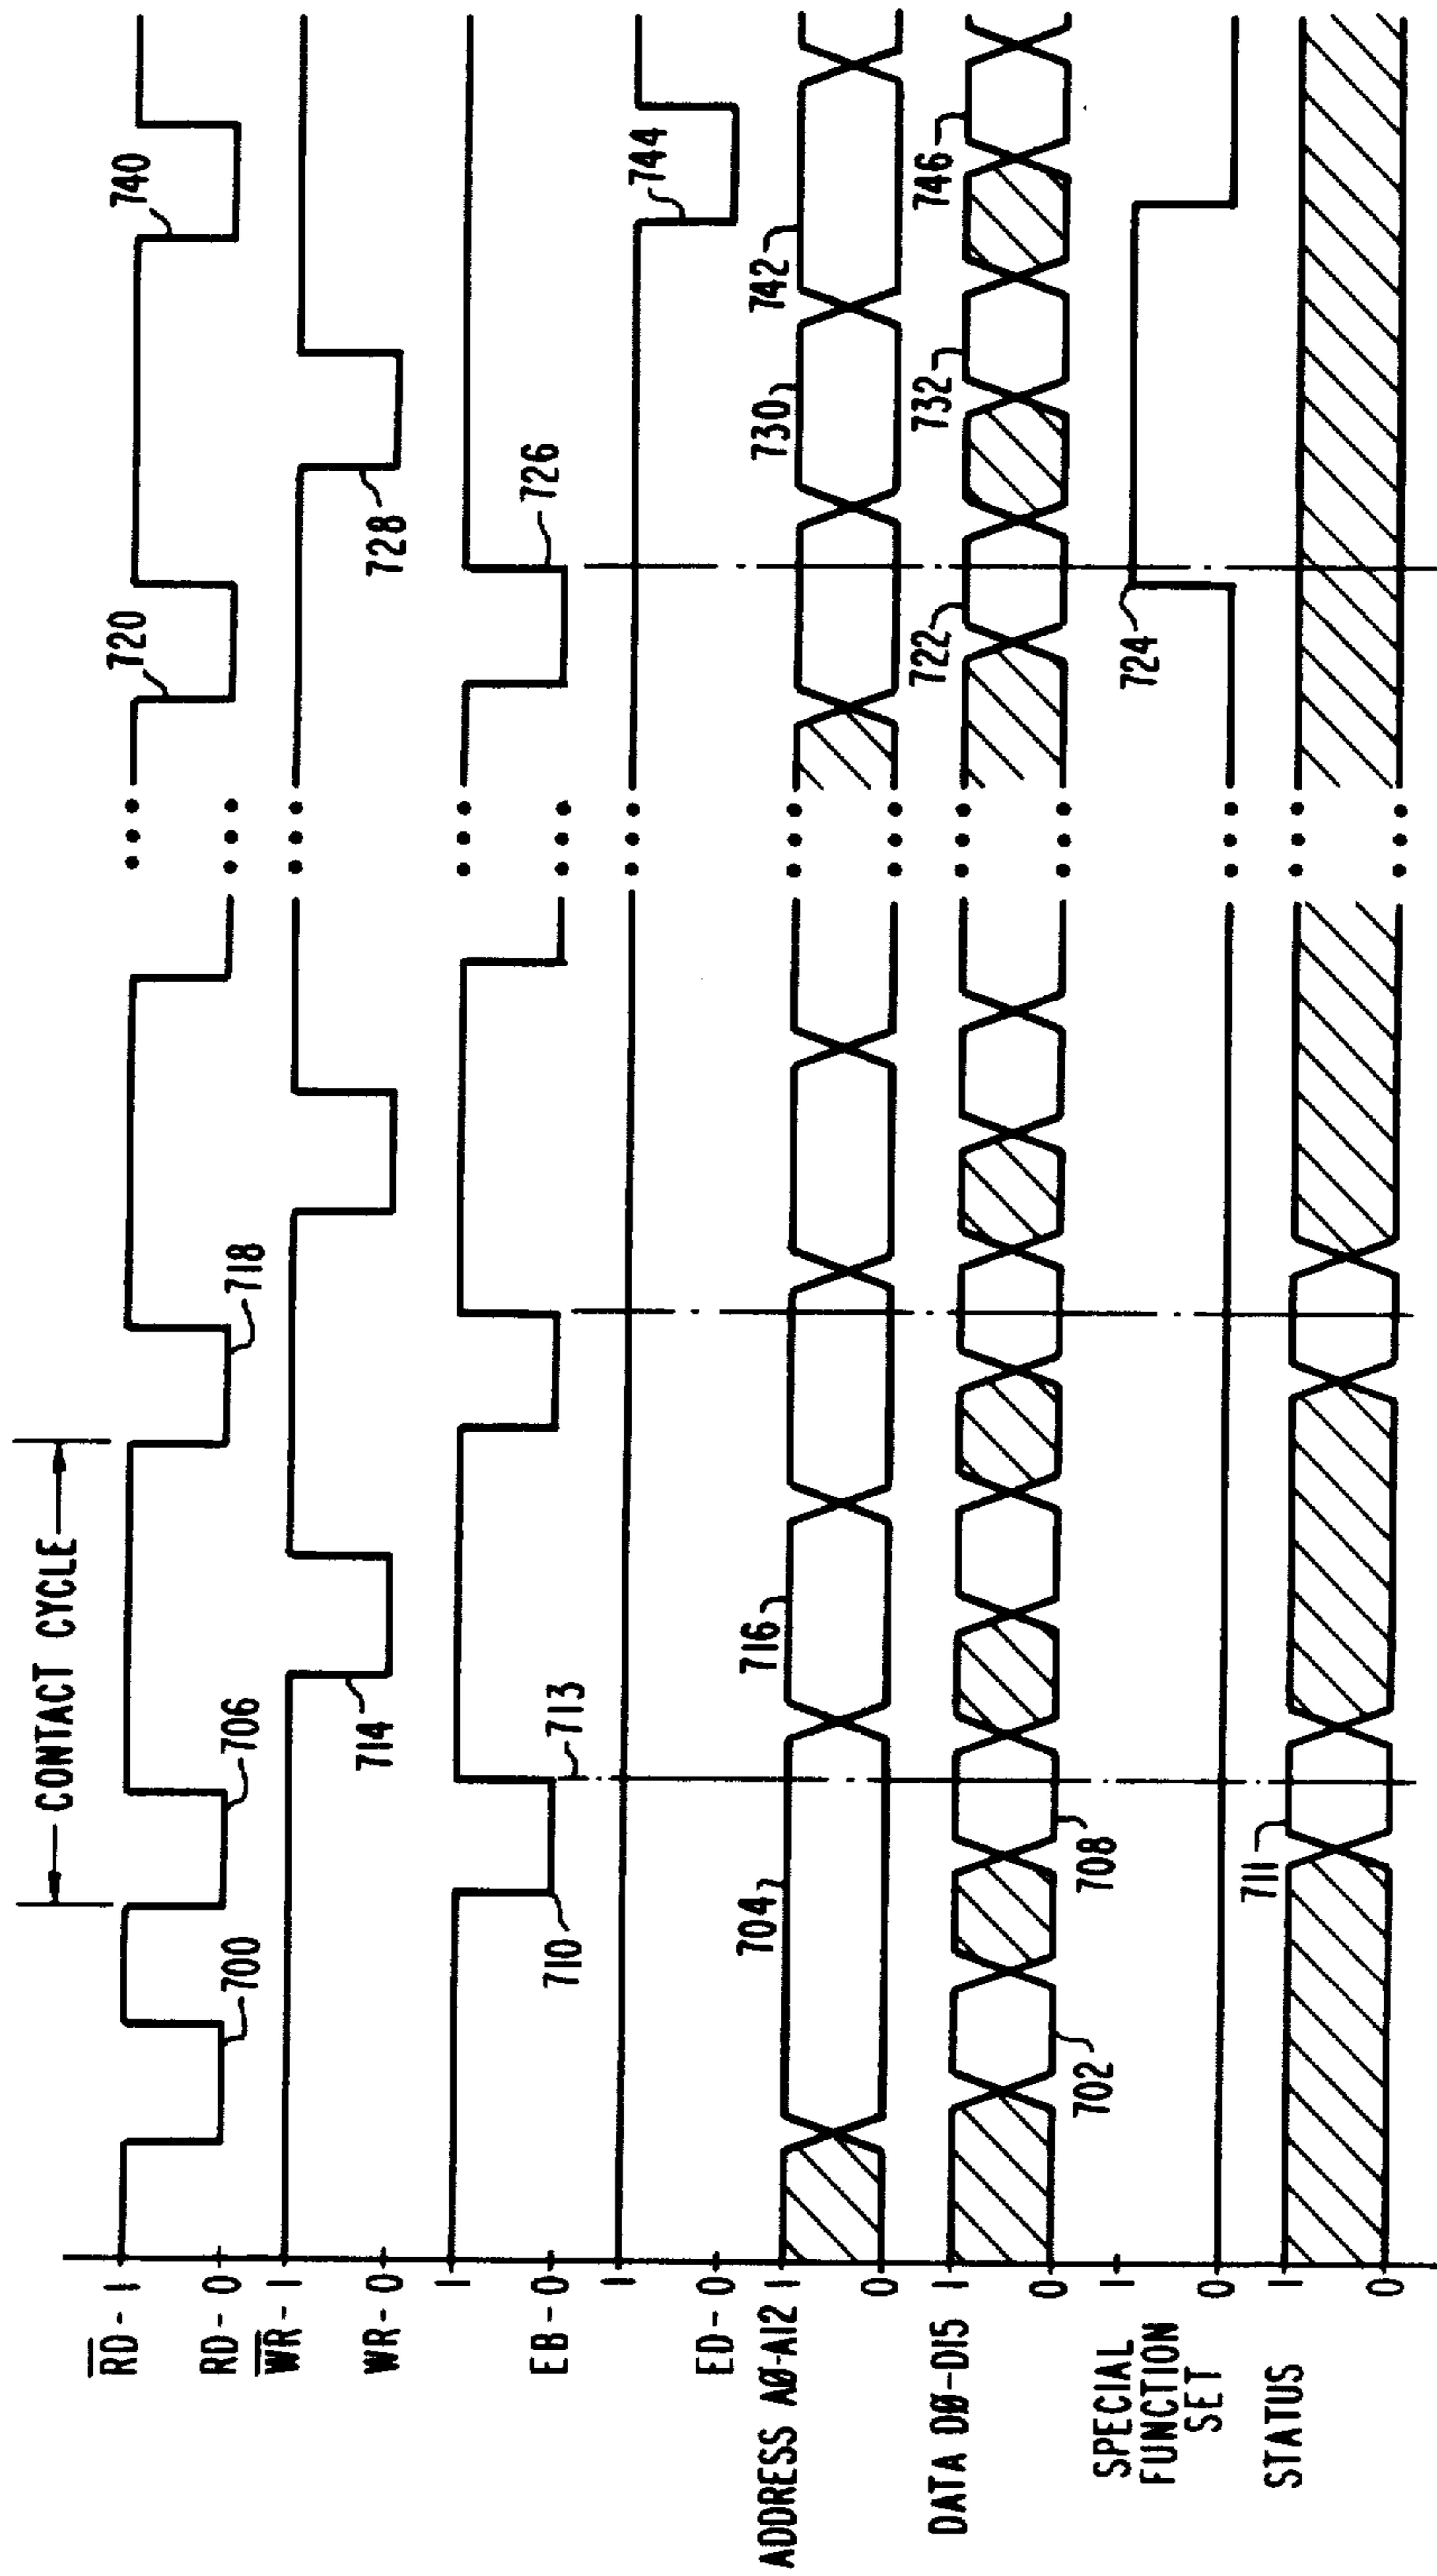 CONTACT CYCLE
R̅D̅- 1
RD- 0
700
706
718
720
740
W̅R̅- 1
WR- 0
714
728
1
EB- 0
710
713
726
1
ED- 0
744
ADDRESS AØ-A12 1
0
704
716
730
742
DATA DØ-D15 1
0
702
708
722
732
746
SPECIAL
FUNCTION
SET
1
0
724
STATUS
1
0
711